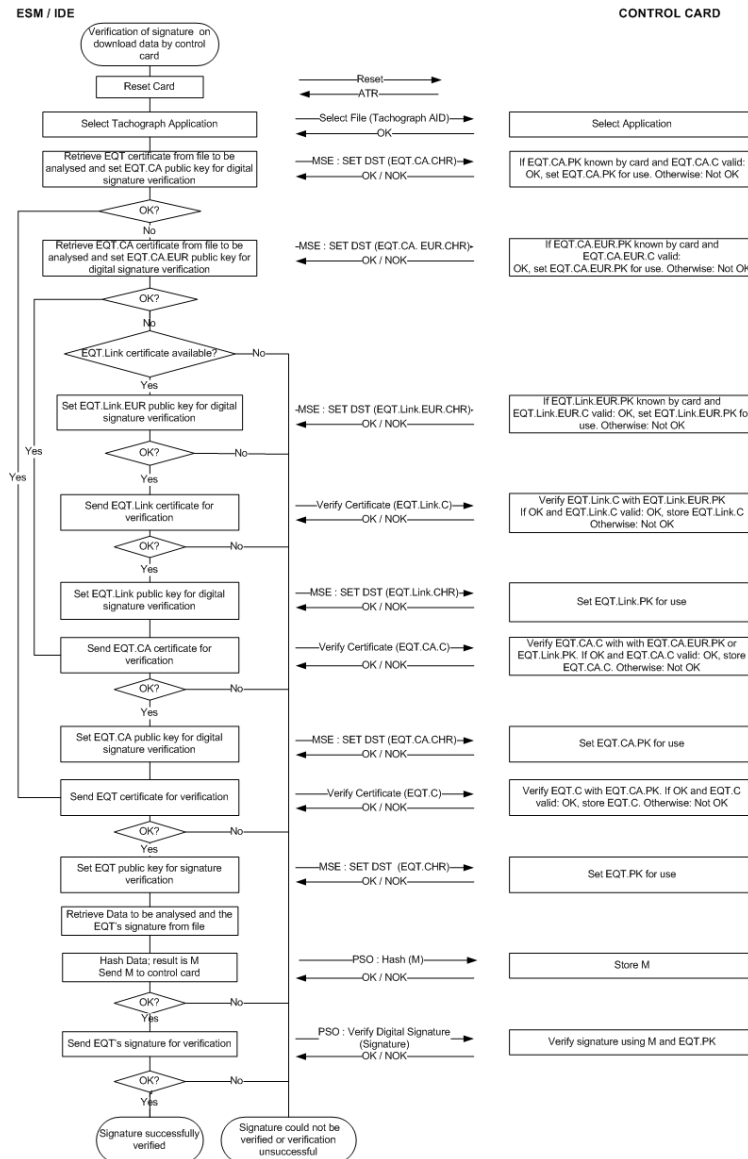 ESM / IDE
CONTROL CARD
Verification of signature on
download data by control
card
Reset Card
Reset
ATR
Select Tachograph Application
Select File (Tachograph AID)
OK
Select Application
Retrieve EQT certificate from file to be
analysed and set EQT.CA public key for digital
signature verification
MSE : SET DST (EQT.CA.CHR)
OK / NOK
If EQT.CA.PK known by card and EQT.CA.C valid:
OK, set EQT.CA.PK for use. Otherwise: Not OK
OK?
No
Retrieve EQT.CA certificate from file to be
analysed and set EQT.CA.EUR public key for
digital signature verification
MSE : SET DST (EQT.CA. EUR.CHR)
OK / NOK
If EQT.CA.EUR.PK known by card and
EQT.CA.EUR.C valid:
OK, set EQT.CA.EUR.PK for use. Otherwise: Not OK
OK?
No
EQT.Link certificate available?
No
Yes
Set EQT.Link.EUR public key for digital
signature verification
MSE : SET DST (EQT.Link.EUR.CHR)
OK / NOK
If EQT.Link.EUR.PK known by card and
EQT.Link.EUR.C valid: OK, set EQT.Link.EUR.PK fo
use. Otherwise: Not OK
OK?
No
Yes
Yes
Yes
Send EQT.Link certificate for
verification
Verify Certificate (EQT.Link.C)
OK / NOK
Verify EQT.Link.C with EQT.Link.EUR.PK
If OK and EQT.Link.C valid: OK, store EQT.Link.C
Otherwise: Not OK
OK?
No
Yes
Set EQT.Link public key for digital
signature verification
MSE : SET DST (EQT.Link.CHR)
OK / NOK
Set EQT.Link.PK for use
Send EQT.CA certificate for
verification
Verify Certificate (EQT.CA.C)
OK / NOK
Verify EQT.CA.C with with EQT.CA.EUR.PK or
EQT.Link.PK. If OK and EQT.CA.C valid: OK, store
EQT.CA.C. Otherwise: Not OK
OK?
No
Yes
Set EQT.CA public key for digital
signature verification
MSE : SET DST (EQT.CA.CHR)
OK / NOK
Set EQT.CA.PK for use
Send EQT certificate for verification
Verify Certificate (EQT.C)
OK / NOK
Verify EQT.C with EQT.CA.PK. If OK and EQT.C
valid: OK, store EQT.C. Otherwise: Not OK
OK?
No
Yes
Set EQT public key for signature
verification
MSE : SET DST (EQT.CHR)
OK / NOK
Set EQT.PK for use
Retrieve Data to be analysed and the
EQT's signature from file
Hash Data; result is M
Send M to control card
PSO : Hash (M)
OK / NOK
Store M
OK?
No
Yes
Send EQT's signature for verification
PSO : Verify Digital Signature
(Signature)
OK / NOK
Verify signature using M and EQT.PK
OK?
No
Yes
Signature successfully
verified
Signature could not be
verified or verification
unsuccessful